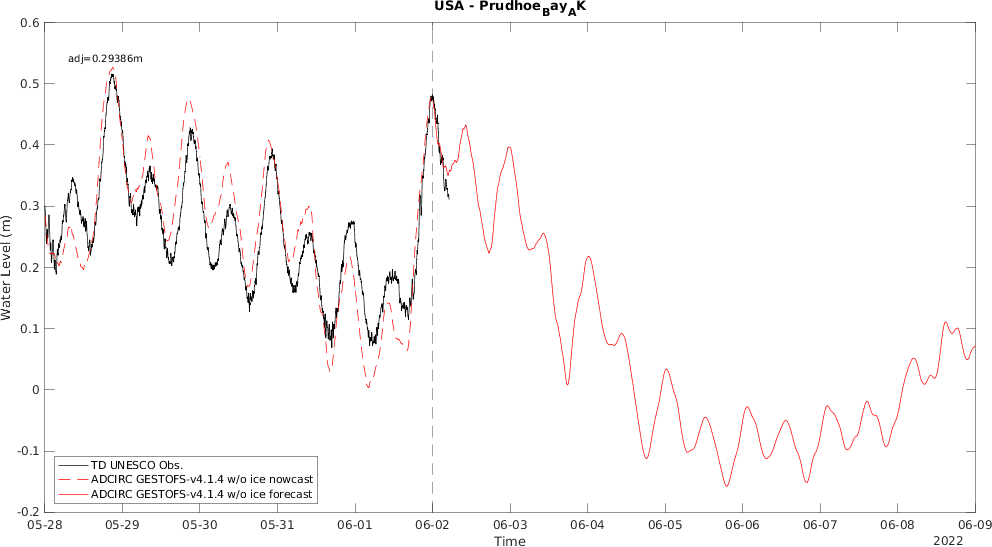 USA - PrudhoeBayAK
adj=0.29386m
0.6
0.5
0.4
0.3
0.2
0.1
0
-0.1
-0.2
Water Level (m)
TD UNESCO Obs.
ADCIRC GESTOFS-v4.1.4 w/o ice nowcast
ADCIRC GESTOFS-v4.1.4 w/o ice forecast
05-28 05-29 05-30 05-31 06-01 06-02 06-03 06-04 06-05 06-06 06-07 06-08 06-09
Time
2022